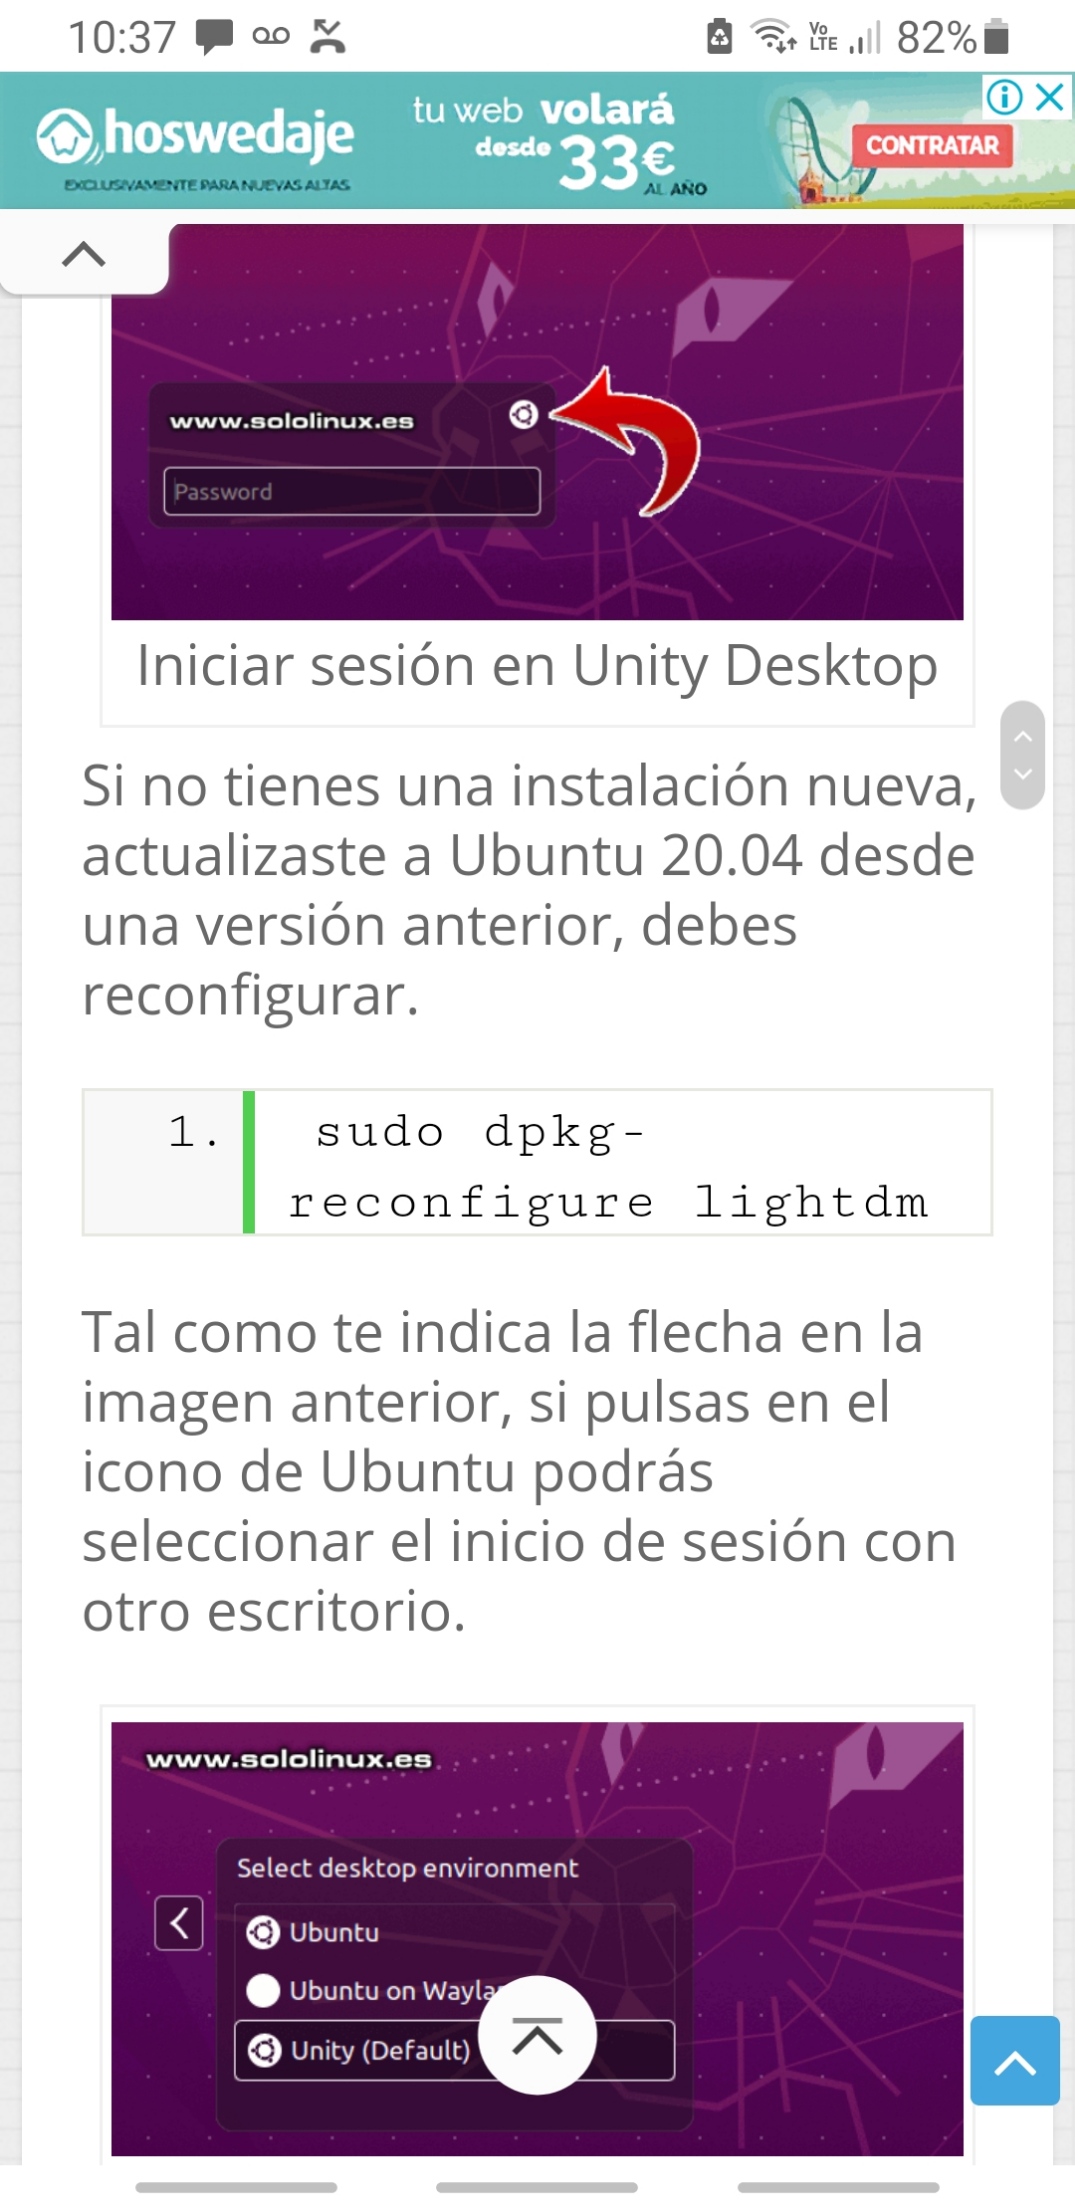 10:37
Vo LTE 82%
hoswedaje
EXCLUSIVAMENTE PARA NUEVAS ALTAS
tu web volará
desde 33€
AL AÑO
CONTRATAR
www.sololinux.es
Password
Iniciar sesión en Unity Desktop
Si no tienes una instalación nueva,
actualizaste a Ubuntu 20.04 desde
una versión anterior, debes
reconfigurar.
1. sudo dpkg-
reconfigure lightdm
Tal como te indica la flecha en la
imagen anterior, si pulsas en el
icono de Ubuntu podrás
seleccionar el inicio de sesión con
otro escritorio.
www.sololinux.es
Select desktop environment
Ubuntu
Ubuntu on Wayla
Unity (Default)